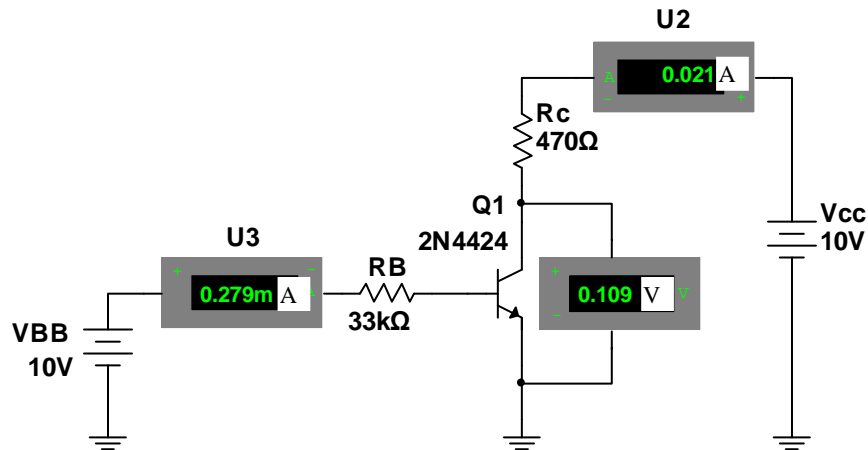 U2
A
0.021 A
-
+
Rc
470Ω
Q1
2N4424
Vcc
10V
U3
+
-
0.279m A
RB
33kΩ
+
0.109 V
V
-
VBB
10V